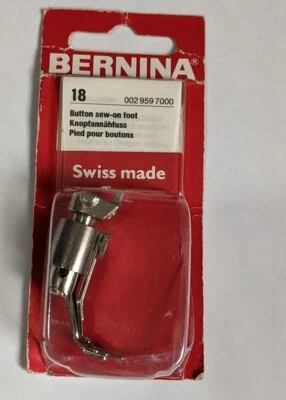 BERNINA®
18 002 959 7000
Button sew-on foot
Knopfannähfuss
Pied pour boutons
Swiss made